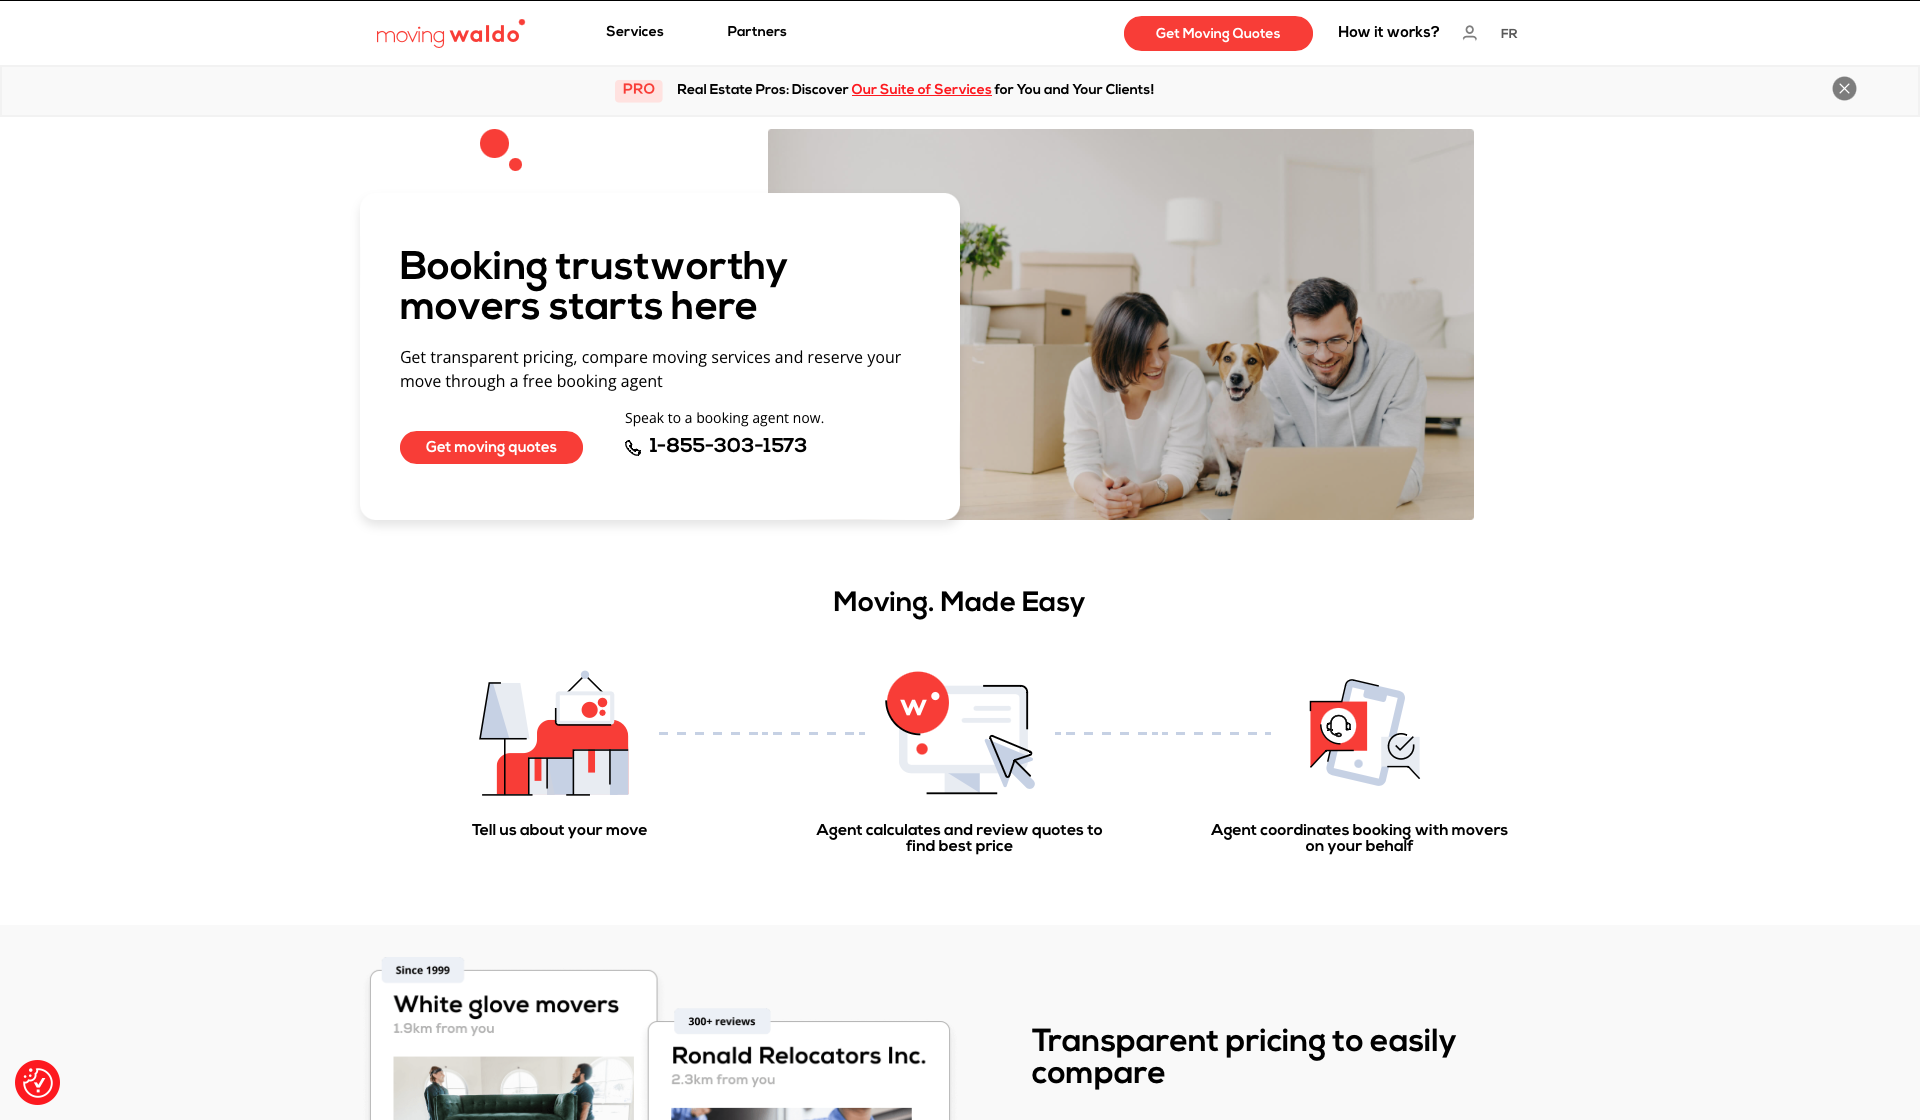 moving waldo
Services
Partners
Get Moving Quotes
How it works?
FR
PRO
Real Estate Pros: Discover Our Suite of Services for You and Your Clients!
Booking trustworthy
movers starts here
Get transparent pricing, compare moving services and reserve your
move through a free booking agent
Speak to a booking agent now.
Get moving quotes
1-855-303-1573
Moving. Made Easy
w
Tell us about your move
Agent calculates and review quotes to
find best price
Agent coordinates booking with movers
on your behalf
Since 1999
White glove movers
1.9km from you
300+ reviews
Ronald Relocators Inc.
2.3km from you
Transparent pricing to easily
compare